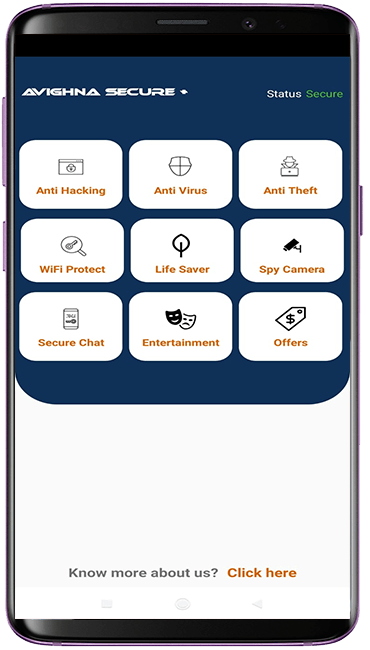 AVIGHNA SECURE
Status Secure
Anti Hacking
Anti Virus
Anti Theft
WiFi Protect
Life Saver
Spy Camera
Secure Chat
Entertainment
Offers
Know more about us? Click here